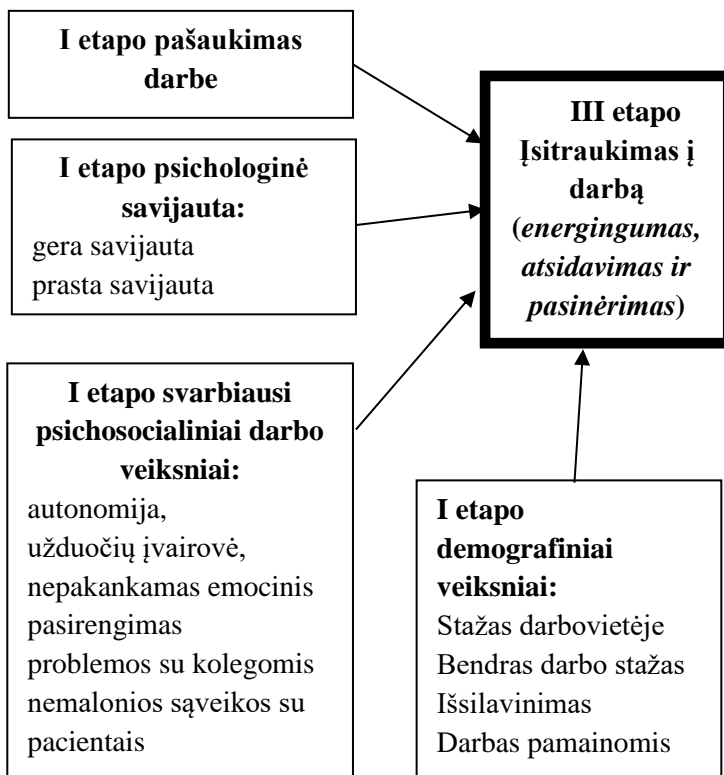 I etapo pašaukimas
darbe
I etapo psichologinė
savijauta:
gera savijauta
prasta savijauta
III etapo
Įsitraukimas į
darbą
(energingumas,
atsidavimas ir
pasinėrimas)
I etapo svarbiausi
psichosocialiniai darbo
veiksniai:
autonomija,
užduočių įvairovė,
nepakankamas emocinis
pasirengimas
problemos su kolegomis
nemalonios sąveikos su
pacientais
I etapo
demografiniai
veiksniai:
Stažas darbovietėje
Bendras darbo stažas
Išsilavinimas
Darbas pamainomis